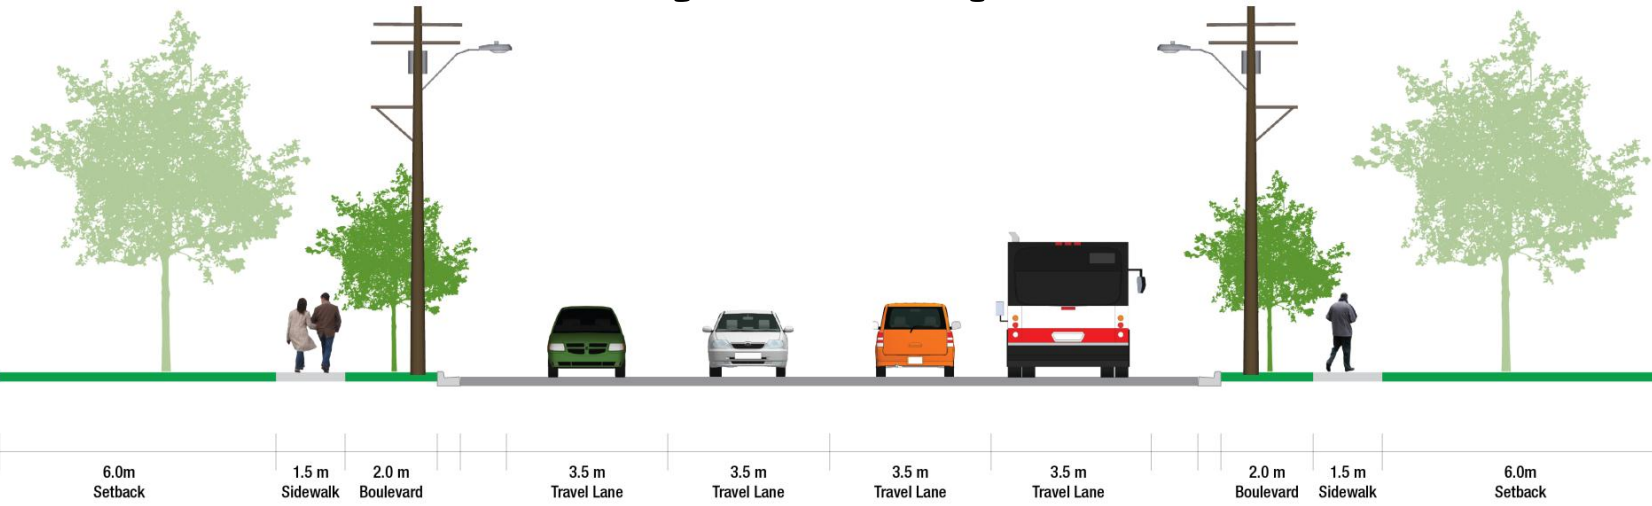 6.0m
Setback
1.5 m
Sidewalk
2.0 m
Boulevard
3.5 m
Travel Lane
3.5 m
Travel Lane
3.5 m
Travel Lane
3.5 m
Travel Lane
2.0 m
Boulevard
1.5 m
Sidewalk
6.0m
Setback